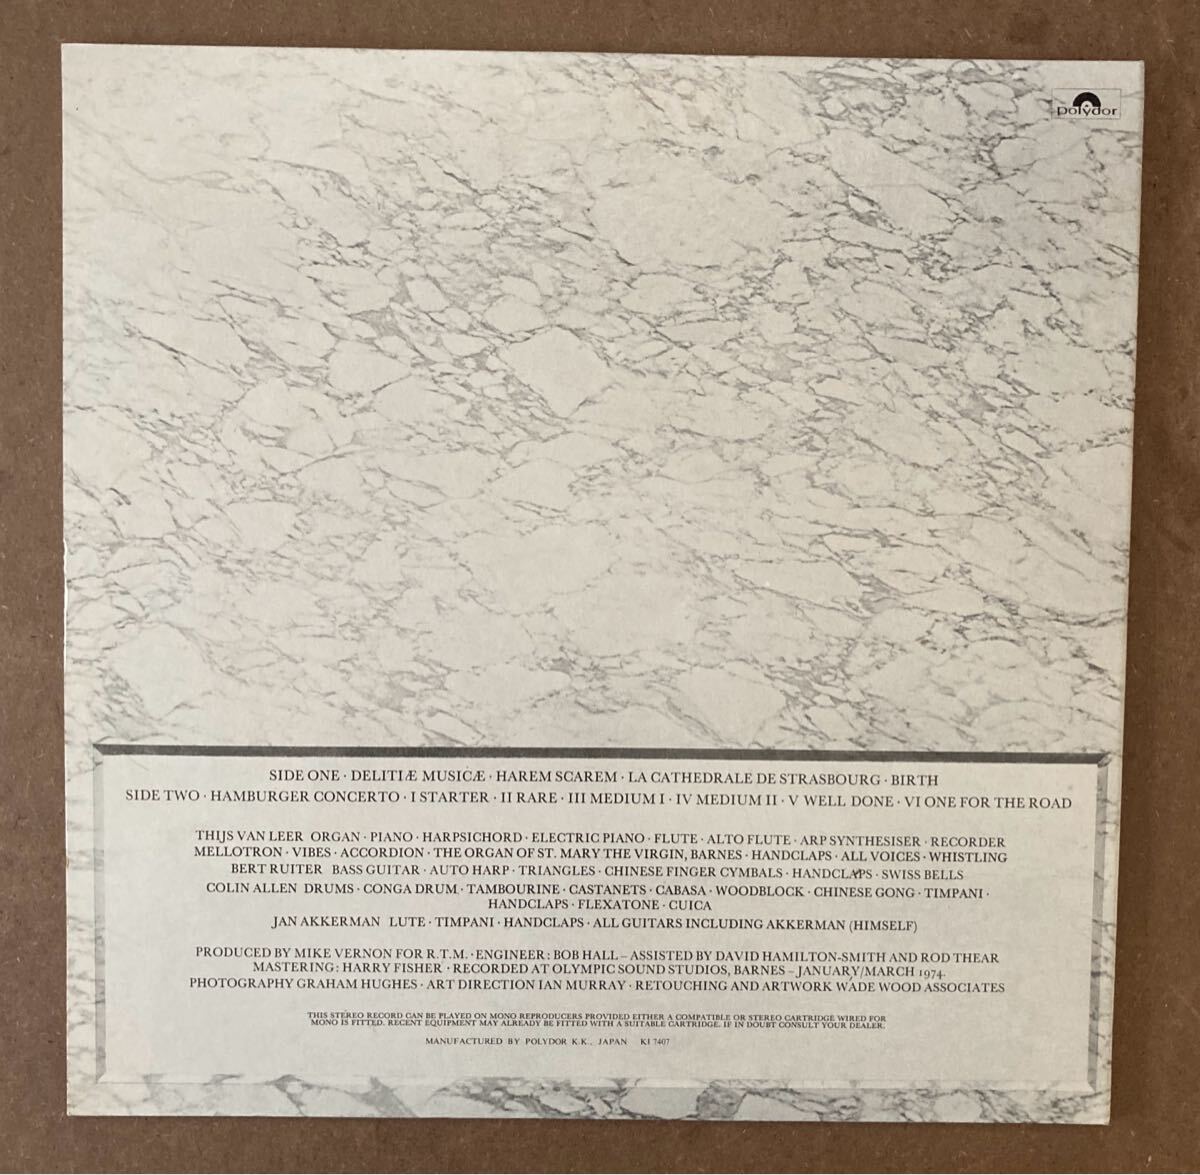 polydor
SIDE ONE · DELITIÆ MUSICÆ · HAREM SCAREM · LA CATHEDRALE DE STRASBOURG · BIRTH
SIDE TWO · HAMBURGER CONCERTO · I STARTER · II RARE · III MEDIUM I · IV MEDIUM II · V WELL DONE · VI ONE FOR THE ROAD
THIJS VAN LEER ORGAN · PIANO · HARPSICHORD · ELECTRIC PIANO · FLUTE · ALTO FLUTE · ARP SYNTHESISER · RECORDER
MELLOTRON · VIBES · ACCORDION · THE ORGAN OF ST. MARY THE VIRGIN, BARNES · HANDCLAPS · ALL VOICES · WHISTLING
BERT RUITER BASS GUITAR · AUTO HARP · TRIANGLES · CHINESE FINGER CYMBALS · HANDCLAPS · SWISS BELLS
COLIN ALLEN DRUMS · CONGA DRUM · TAMBOURINE · CASTANETS · CABASA · WOODBLOCK · CHINESE GONG · TIMPANI ·
HANDCLAPS · FLEXATONE · CUICA
JAN AKKERMAN LUTE · TIMPANI · HANDCLAPS · ALL GUITARS INCLUDING AKKERMAN (HIMSELF)
PRODUCED BY MIKE VERNON FOR R.T.M. · ENGINEER: BOB HALL – ASSISTED BY DAVID HAMILTON-SMITH AND ROD THEAR
MASTERING: HARRY FISHER · RECORDED AT OLYMPIC SOUND STUDIOS, BARNES – JANUARY/MARCH 1974.
PHOTOGRAPHY GRAHAM HUGHES · ART DIRECTION IAN MURRAY · RETOUCHING AND ARTWORK WADE WOOD ASSOCIATES
THIS STEREO RECORD CAN BE PLAYED ON MONO REPRODUCERS PROVIDED EITHER A COMPATIBLE OR STEREO CARTRIDGE WIRED FOR
MONO IS FITTED. RECENT EQUIPMENT MAY ALREADY BE FITTED WITH A SUITABLE CARTRIDGE. IF IN DOUBT CONSULT YOUR DEALER.
MANUFACTURED BY POLYDOR K.K., JAPAN KI 7407